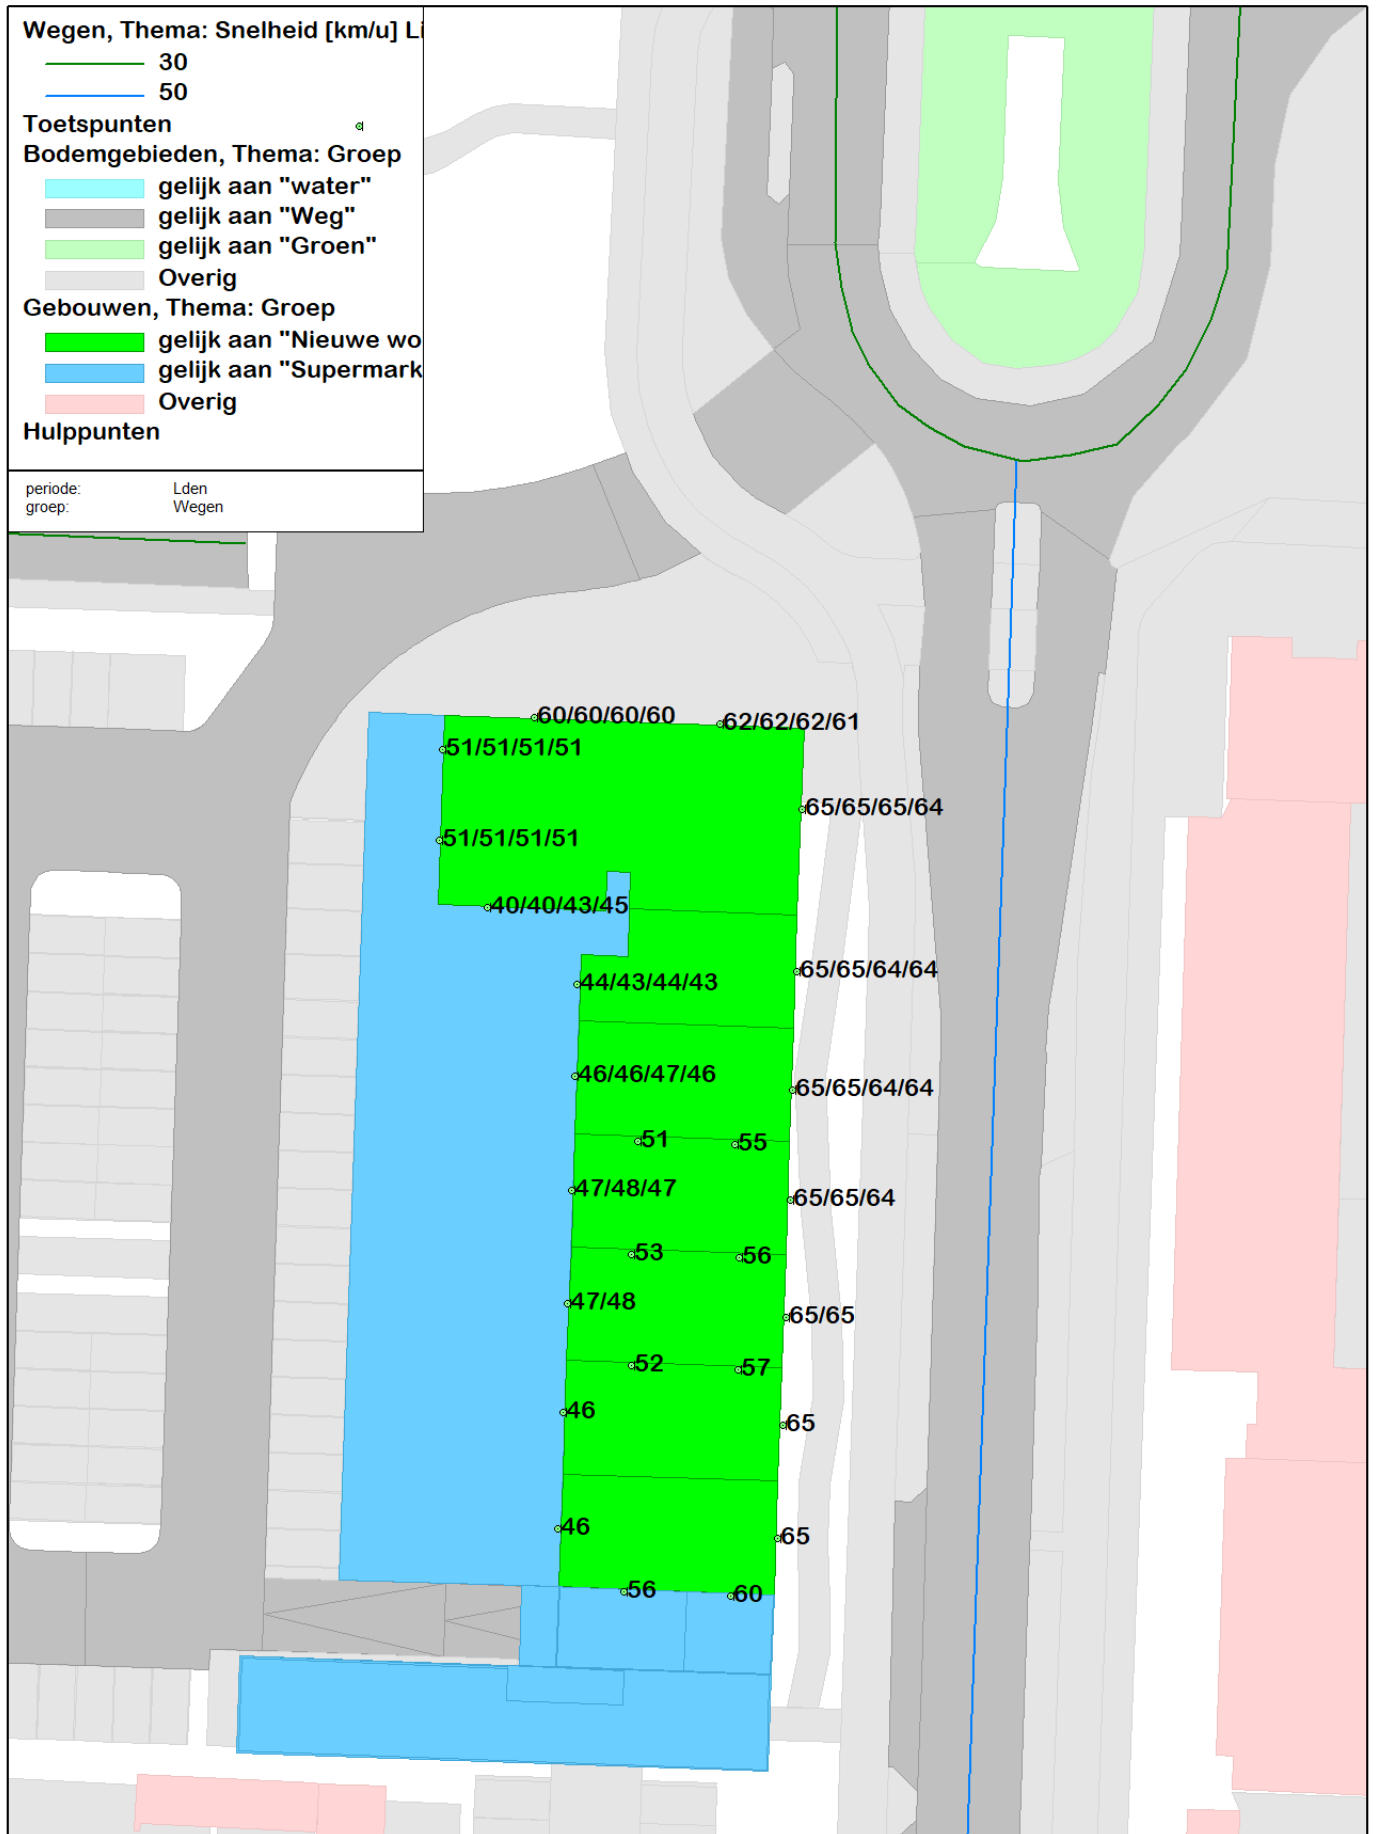 Wegen, Thema: Snelheid [km/u] Li
30
50
Toetspunten
Bodemgebieden, Thema: Groep
gelijk aan "water"
gelijk aan "Weg"
gelijk aan "Groen"
Overig
Gebouwen, Thema: Groep
gelijk aan "Nieuwe wo
gelijk aan "Supermark
Overig
Hulppunten
periode: Lden
groep: Wegen
60/60/60/60
62/62/62/61
51/51/51/51
65/65/65/64
51/51/51/51
40/40/43/45
65/65/64/64
44/43/44/43
46/46/47/46
65/65/64/64
51
55
47/48/47
65/65/64
53
56
47/48
65/65
52
57
46
65
46
65
56
60